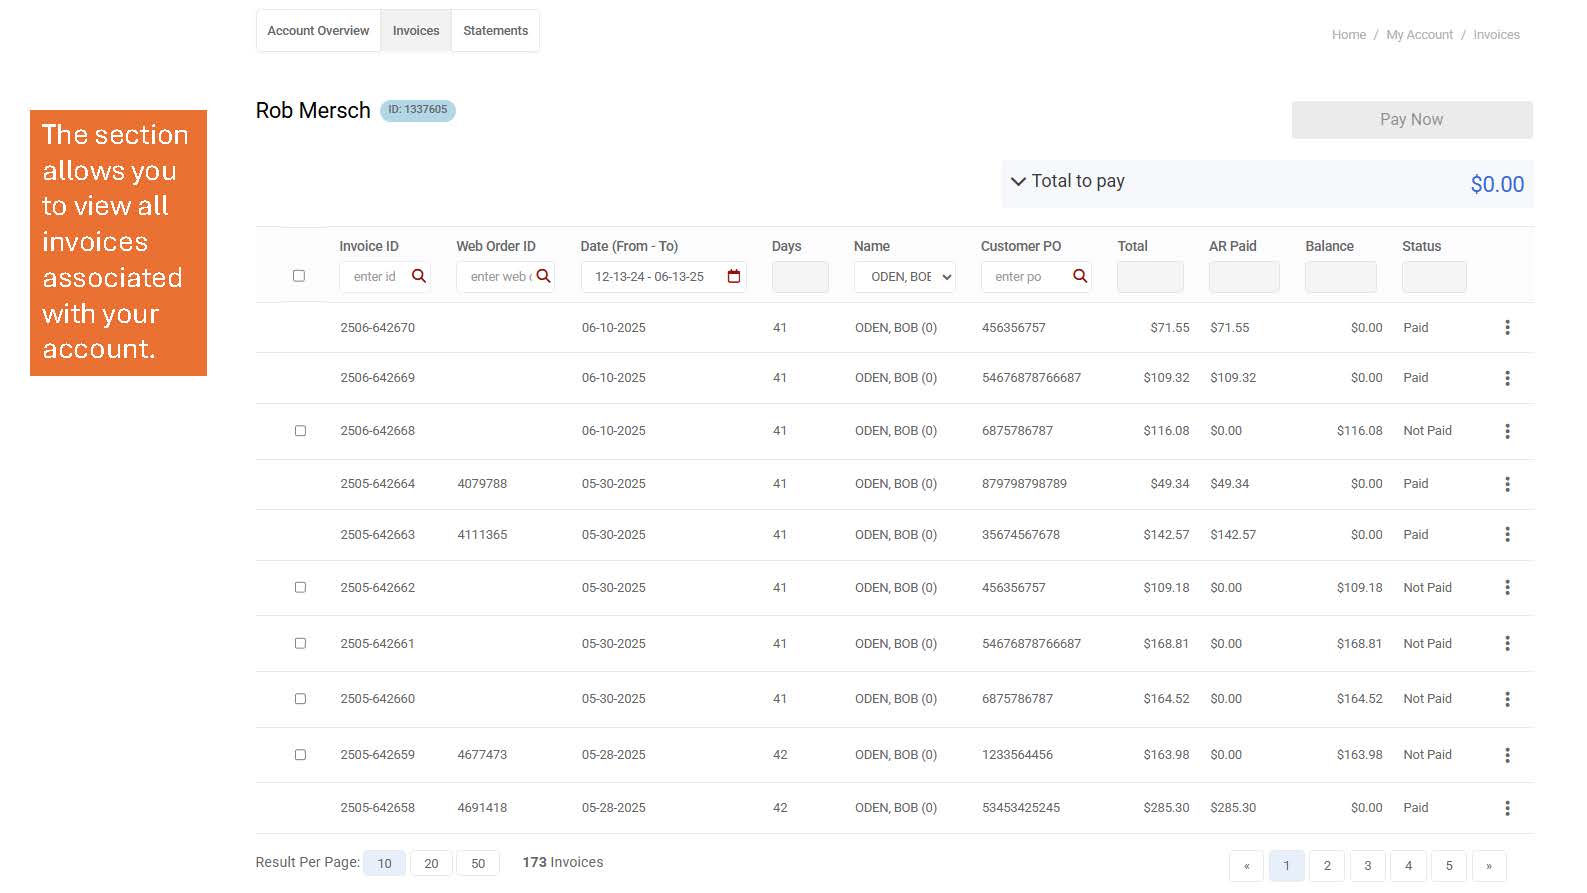 Account Overview Invoices Statements
Home / My Account / Invoices
The section
allows you
to view all
invoices
associated
with your
account.
Rob Mersch ID: 1337605
Pay Now
Total to pay $0.00
Invoice ID Web Order ID Date (From - To) Days Name Customer PO Total AR Paid Balance Status
enter id enter web 12-13-24 - 06-13-25 ODEN, BOE enter po
2506-642670 06-10-2025 41 ODEN, BOB (0) 456356757 $71.55 $71.55 $0.00 Paid
2506-642669 06-10-2025 41 ODEN, BOB (0) 54676878766687 $109.32 $109.32 $0.00 Paid
2506-642668 06-10-2025 41 ODEN, BOB (0) 6875786787 $116.08 $0.00 $116.08 Not Paid
2505-642664 4079788 05-30-2025 41 ODEN, BOB (0) 879798798789 $49.34 $49.34 $0.00 Paid
2505-642663 4111365 05-30-2025 41 ODEN, BOB (0) 35674567678 $142.57 $142.57 $0.00 Paid
2505-642662 05-30-2025 41 ODEN, BOB (0) 456356757 $109.18 $0.00 $109.18 Not Paid
2505-642661 05-30-2025 41 ODEN, BOB (0) 54676878766687 $168.81 $0.00 $168.81 Not Paid
2505-642660 05-30-2025 41 ODEN, BOB (0) 6875786787 $164.52 $0.00 $164.52 Not Paid
2505-642659 4677473 05-28-2025 42 ODEN, BOB (0) 1233564456 $163.98 $0.00 $163.98 Not Paid
2505-642658 4691418 05-28-2025 42 ODEN, BOB (0) 53453425245 $285.30 $285.30 $0.00 Paid
Result Per Page: 10 20 50 173 Invoices « 1 2 3 4 5 »